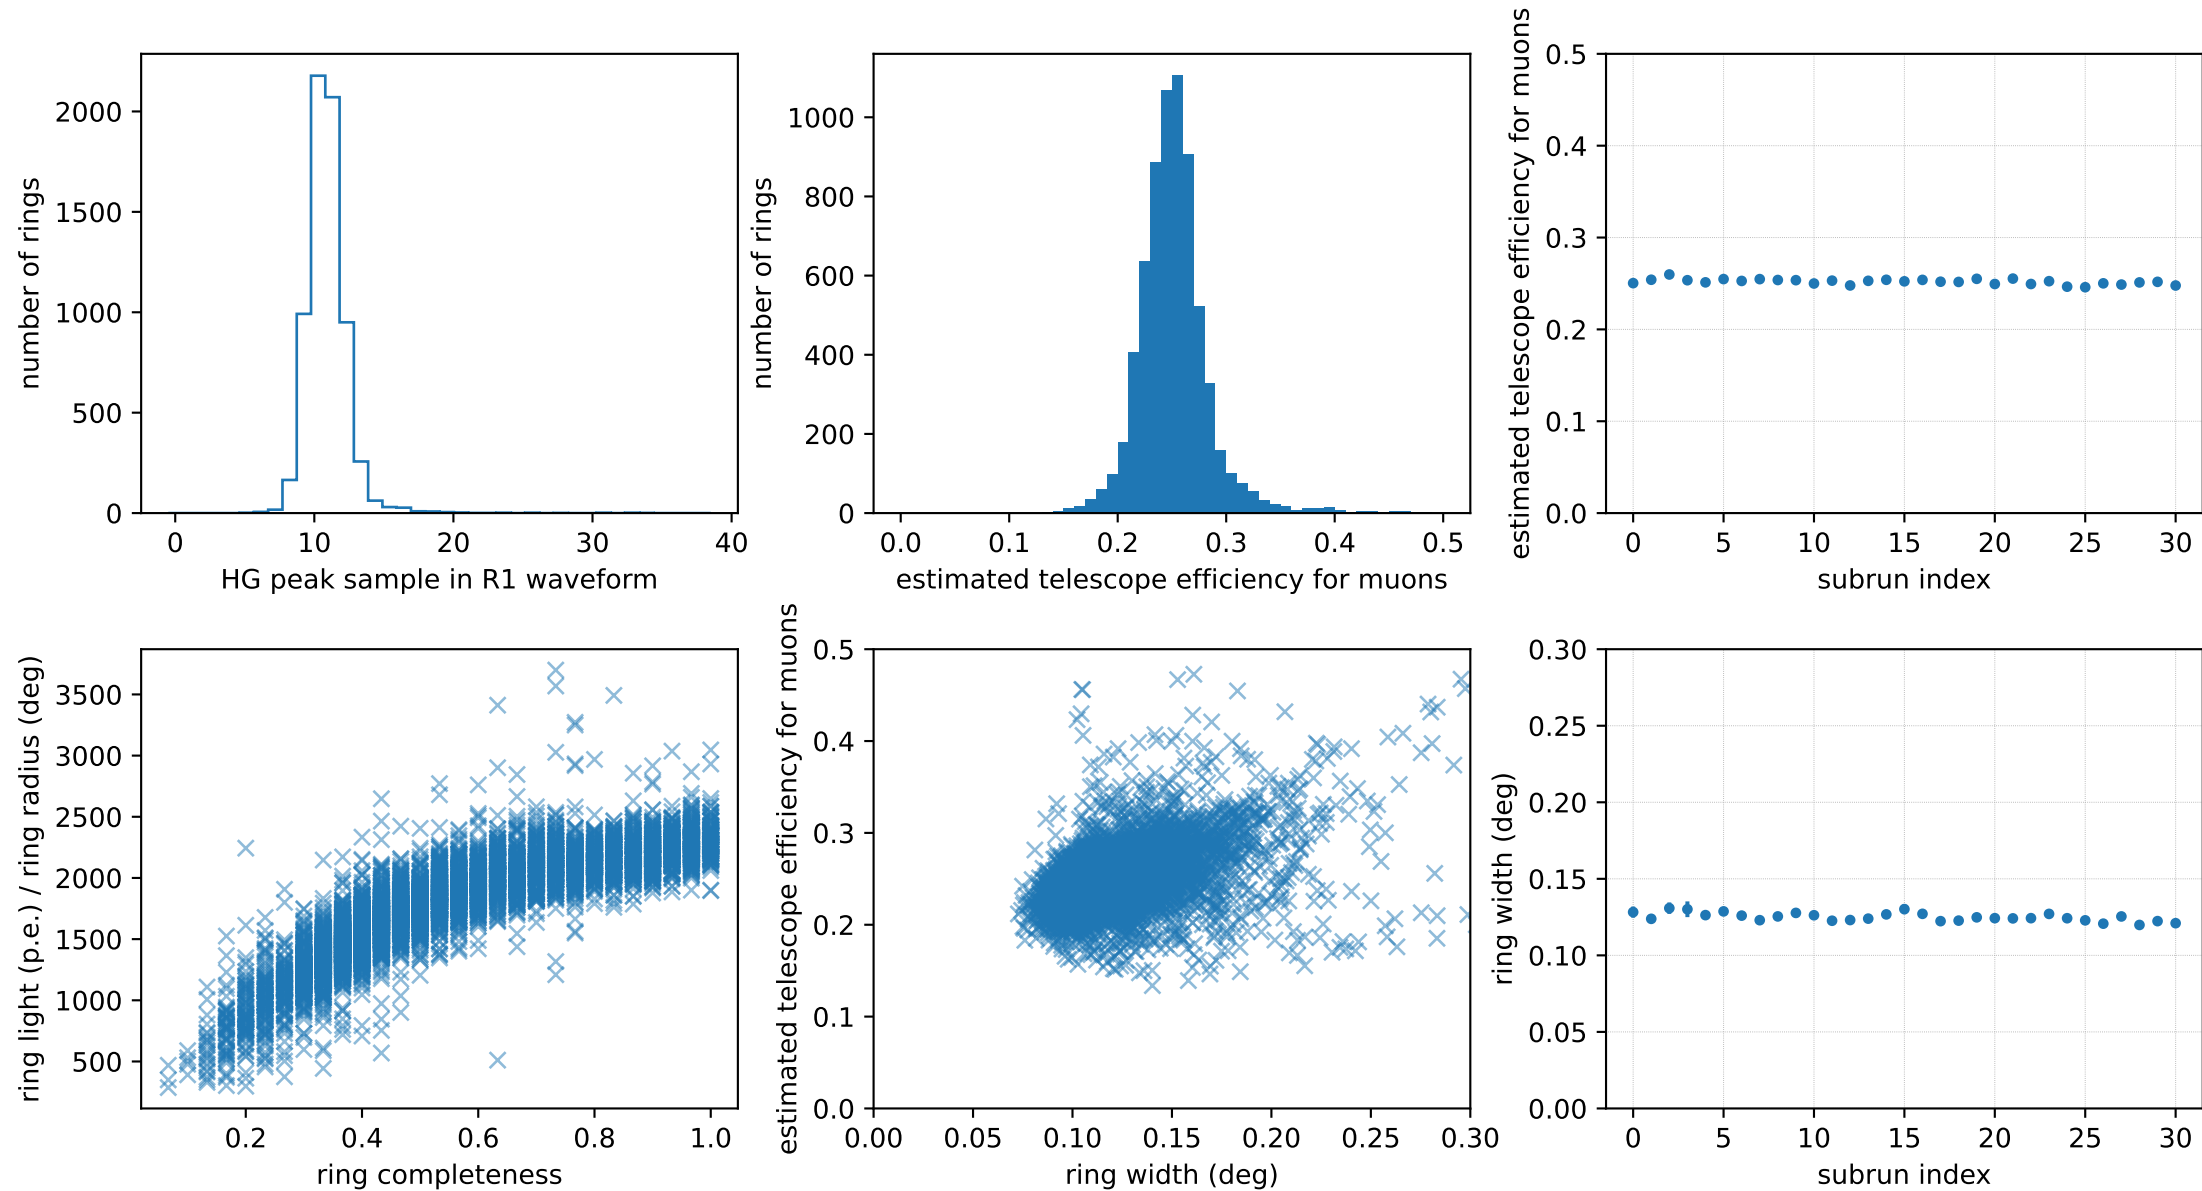 2000
1500
1000
500
0
number of rings
0 10 20 30 40
HG peak sample in R1 waveform
1000
800
600
400
200
0
number of rings
0.0 0.1 0.2 0.3 0.4 0.5
estimated telescope efficiency for muons
0.5
0.4
0.3
0.2
0.1
0.0
estimated telescope efficiency for muons
0 5 10 15 20 25 30
subrun index
3500
3000
2500
2000
1500
1000
500
ring light (p.e.) / ring radius (deg)
0.2 0.4 0.6 0.8 1.0
ring completeness
0.5
0.4
0.3
0.2
0.1
0.0
estimated telescope efficiency for muons
0.00 0.05 0.10 0.15 0.20 0.25 0.30
ring width (deg)
0.30
0.25
0.20
0.15
0.10
0.05
0.00
ring width (deg)
0 5 10 15 20 25 30
subrun index